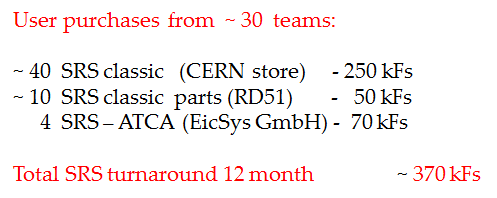 User purchases from ~ 30 teams:
~ 40 SRS classic (CERN store) - 250 kFs
~ 10 SRS classic parts (RD51) - 50 kFs
4 SRS – ATCA (EicSys GmbH) - 70 kFs
Total SRS turnaround 12 month ~ 370 kFs